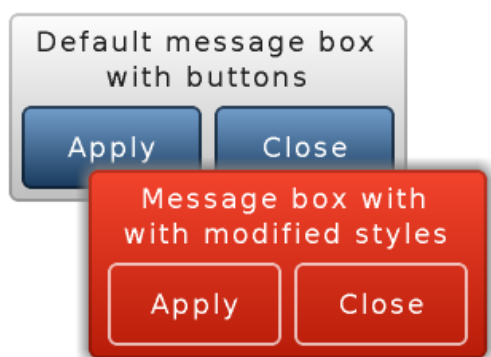 Default message box
with buttons
Apply Close
Message box with
with modified styles
Apply Close